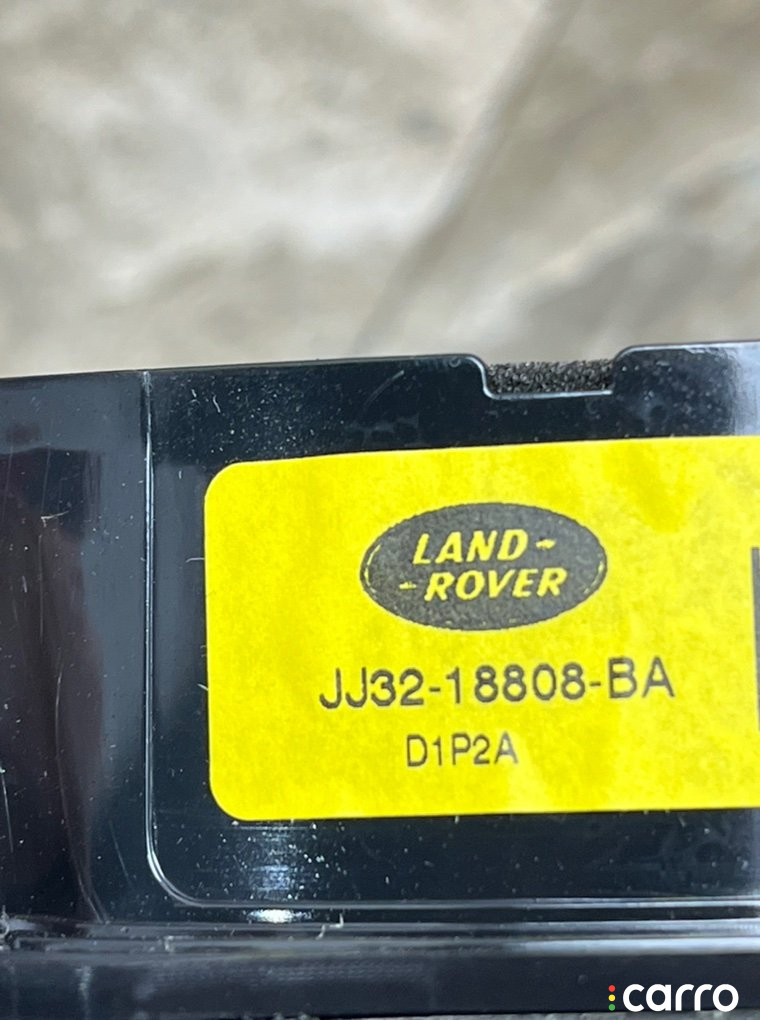 LAND-
-ROVER
JJ32-18808-BA
D1P2A
carro